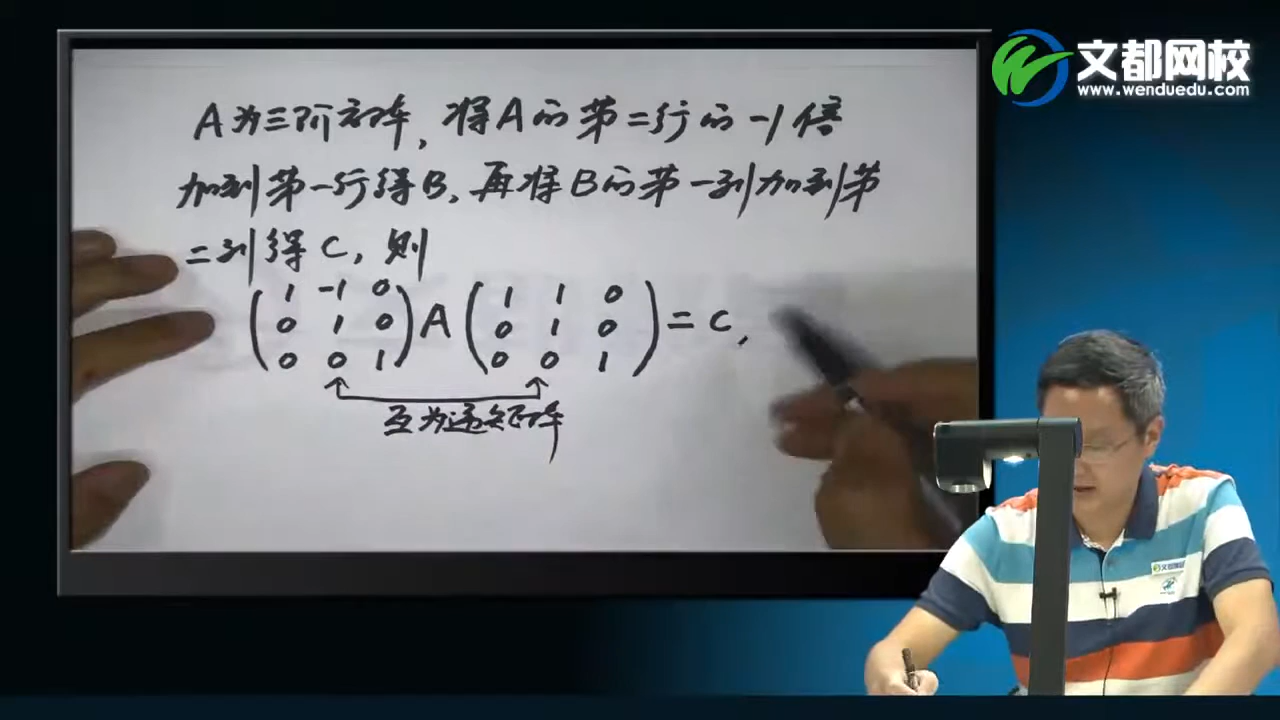 文都网校
www.wenduedu.com
A为三阶方阵,将A的第二行的-1倍
加到第一行得B,再将B的第一列加到第
二列得C,则
1 -1 0 1 1 0
0 1 0 A 0 1 0 = C,
0 0 1 0 0 1
互为逆矩阵